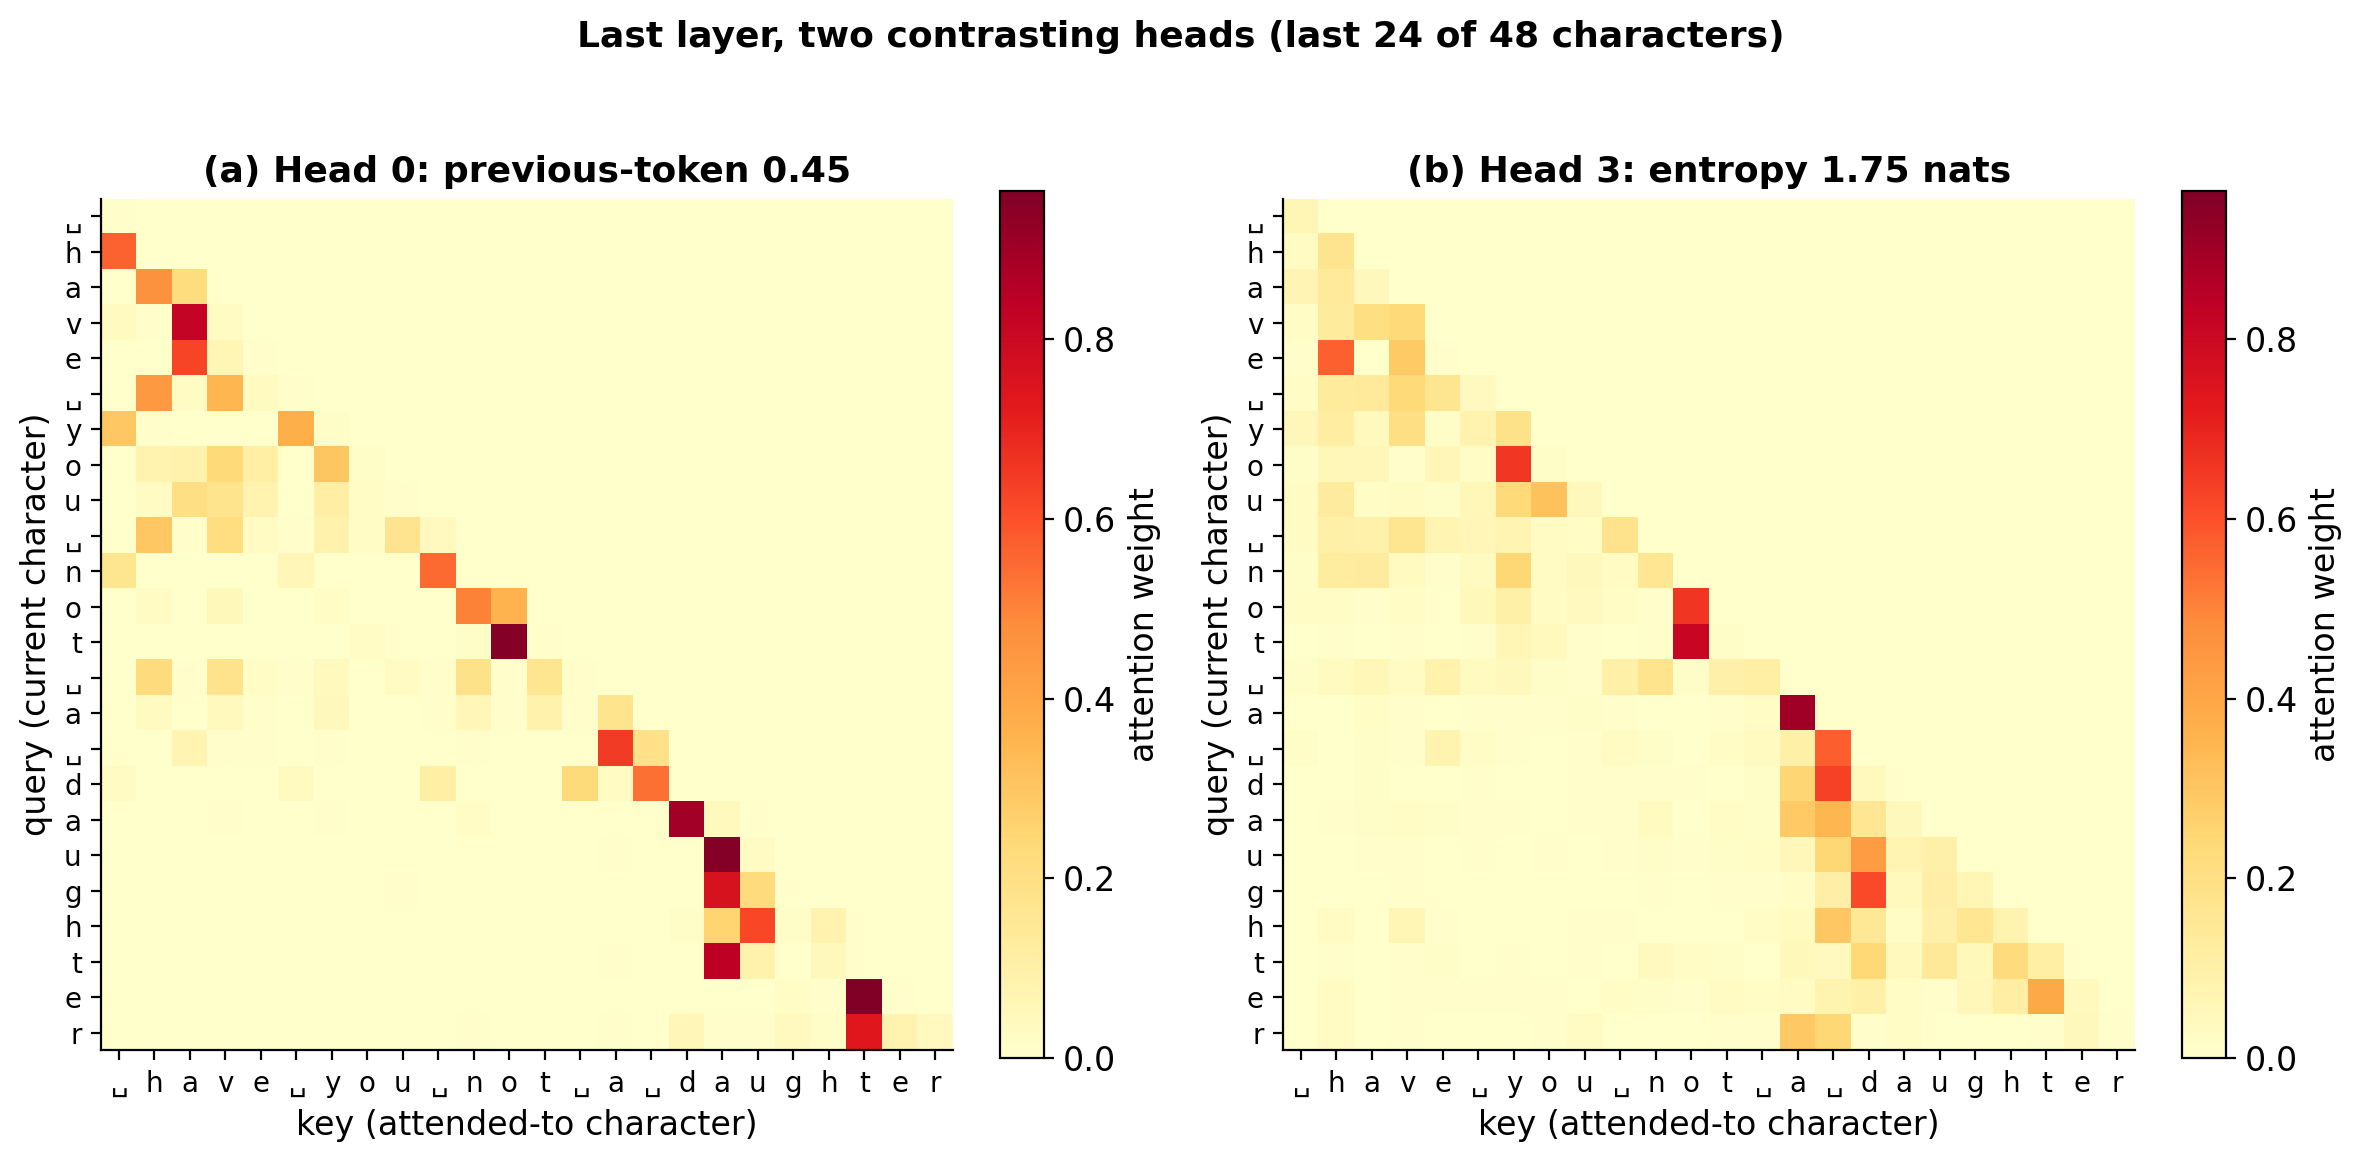 Last layer, two contrasting heads (last 24 of 48 characters)
(a) Head 0: previous-token 0.45
␣
h
a
v
e
␣
y
o
u
␣
n
o
t
␣
a
␣
d
a
u
g
h
t
e
r
query (current character)
␣ h a v e ␣ y o u ␣ n o t ␣ a ␣ d a u g h t e r
key (attended-to character)
0.8
0.6
0.4
0.2
0.0
attention weight
(b) Head 3: entropy 1.75 nats
␣
h
a
v
e
␣
y
o
u
␣
n
o
t
␣
a
␣
d
a
u
g
h
t
e
r
query (current character)
␣ h a v e ␣ y o u ␣ n o t ␣ a ␣ d a u g h t e r
key (attended-to character)
0.8
0.6
0.4
0.2
0.0
attention weight